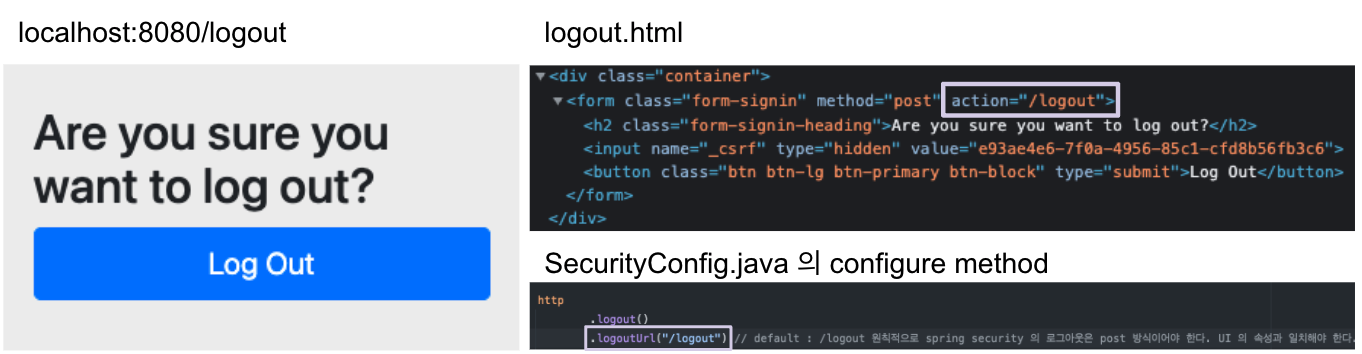 localhost:8080/logout
Are you sure you
want to log out?
Log Out
logout.html
<div class="container">
<form class="form-signin" method="post" action="/logout">
<h2 class="form-signin-heading">Are you sure you want to log out?</h2>
<input name="_csrf" type="hidden" value="e93ae4e6-7f0a-4956-85c1-cfd8b56fb3c6">
<button class="btn btn-lg btn-primary btn-block" type="submit">Log Out</button>
</form>
</div>
SecurityConfig.java 의 configure method
http
.logout()
.logoutUrl("/logout") // default : /logout 원칙적으로 spring security 의 로그아웃은 post 방식이어야 한다. UI 의 속성과 일치해야 한다.